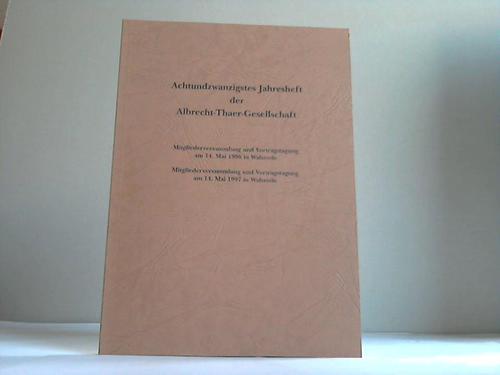 Achtundzwanzigstes Jahresheft
der
Albrecht-Thaer-Gesellschaft
Mitgliederversammlung und Vortragstagung
am 14. Mai 1996 in Walsrode
Mitgliederversammlung und Vortragstagung
am 14. Mai 1997 in Walsrode